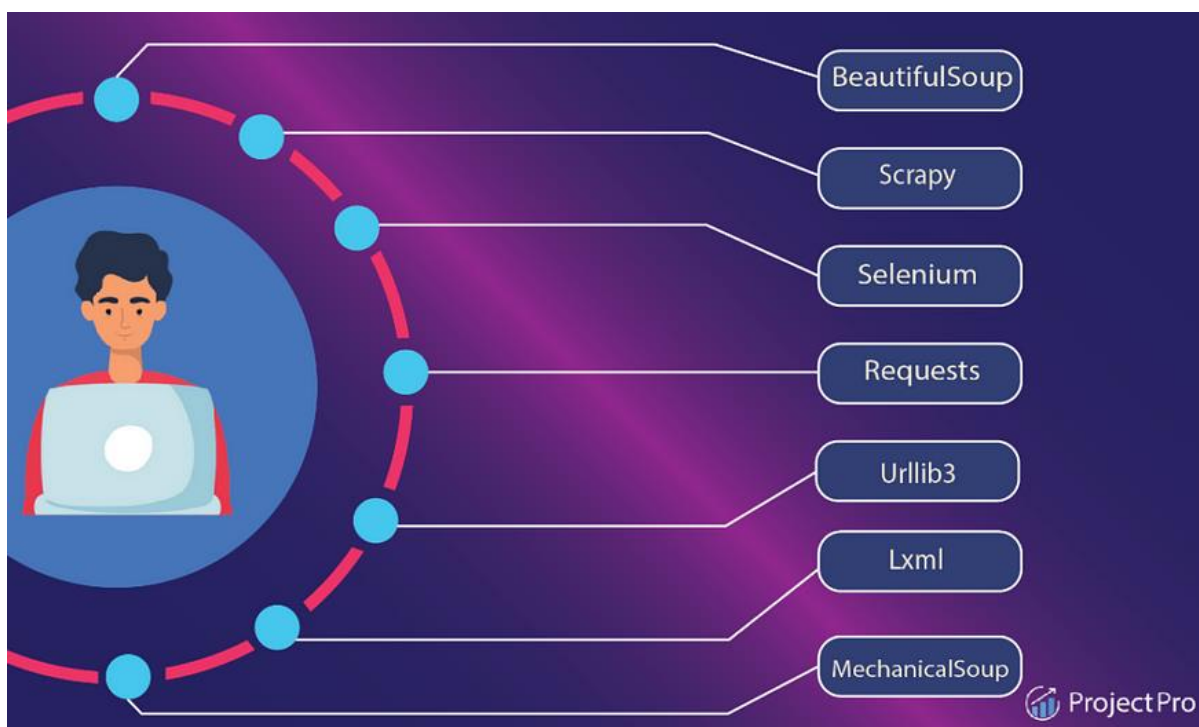 BeautifulSoup
Scrapy
Selenium
Requests
Urllib3
Lxml
MechanicalSoup
ProjectPro